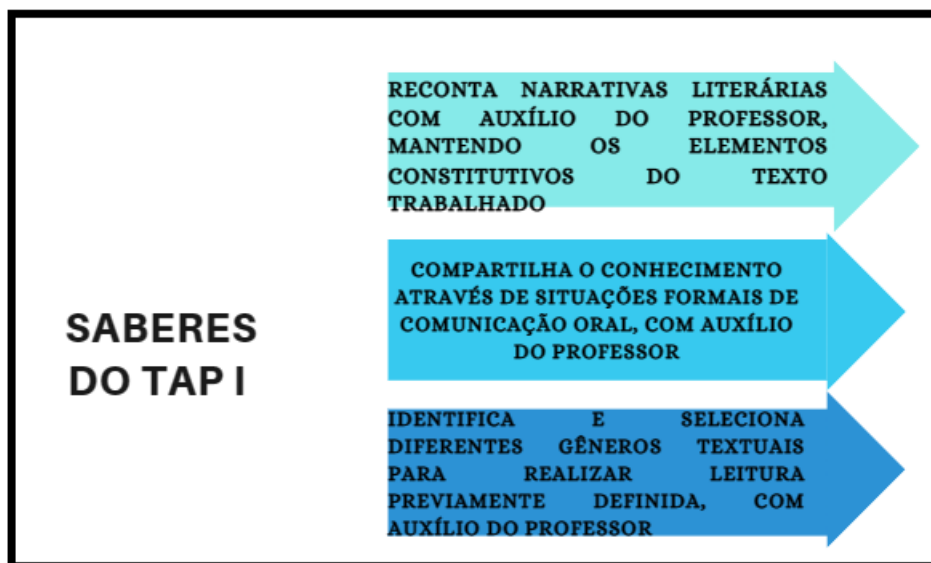 SABERES
DO TAP I
RECONTA NARRATIVAS LITERÁRIAS
COM AUXÍLIO DO PROFESSOR,
MANTENDO OS ELEMENTOS
CONSTITUTIVOS DO TEXTO
TRABALHADO
COMPARTILHA O CONHECIMENTO
ATRAVÉS DE SITUAÇÕES FORMAIS DE
COMUNICAÇÃO ORAL, COM AUXÍLIO
DO PROFESSOR
IDENTIFICA E SELECIONA
DIFERENTES GÊNEROS TEXTUAIS
PARA REALIZAR LEITURA
PREVIAMENTE DEFINIDA, COM
AUXÍLIO DO PROFESSOR